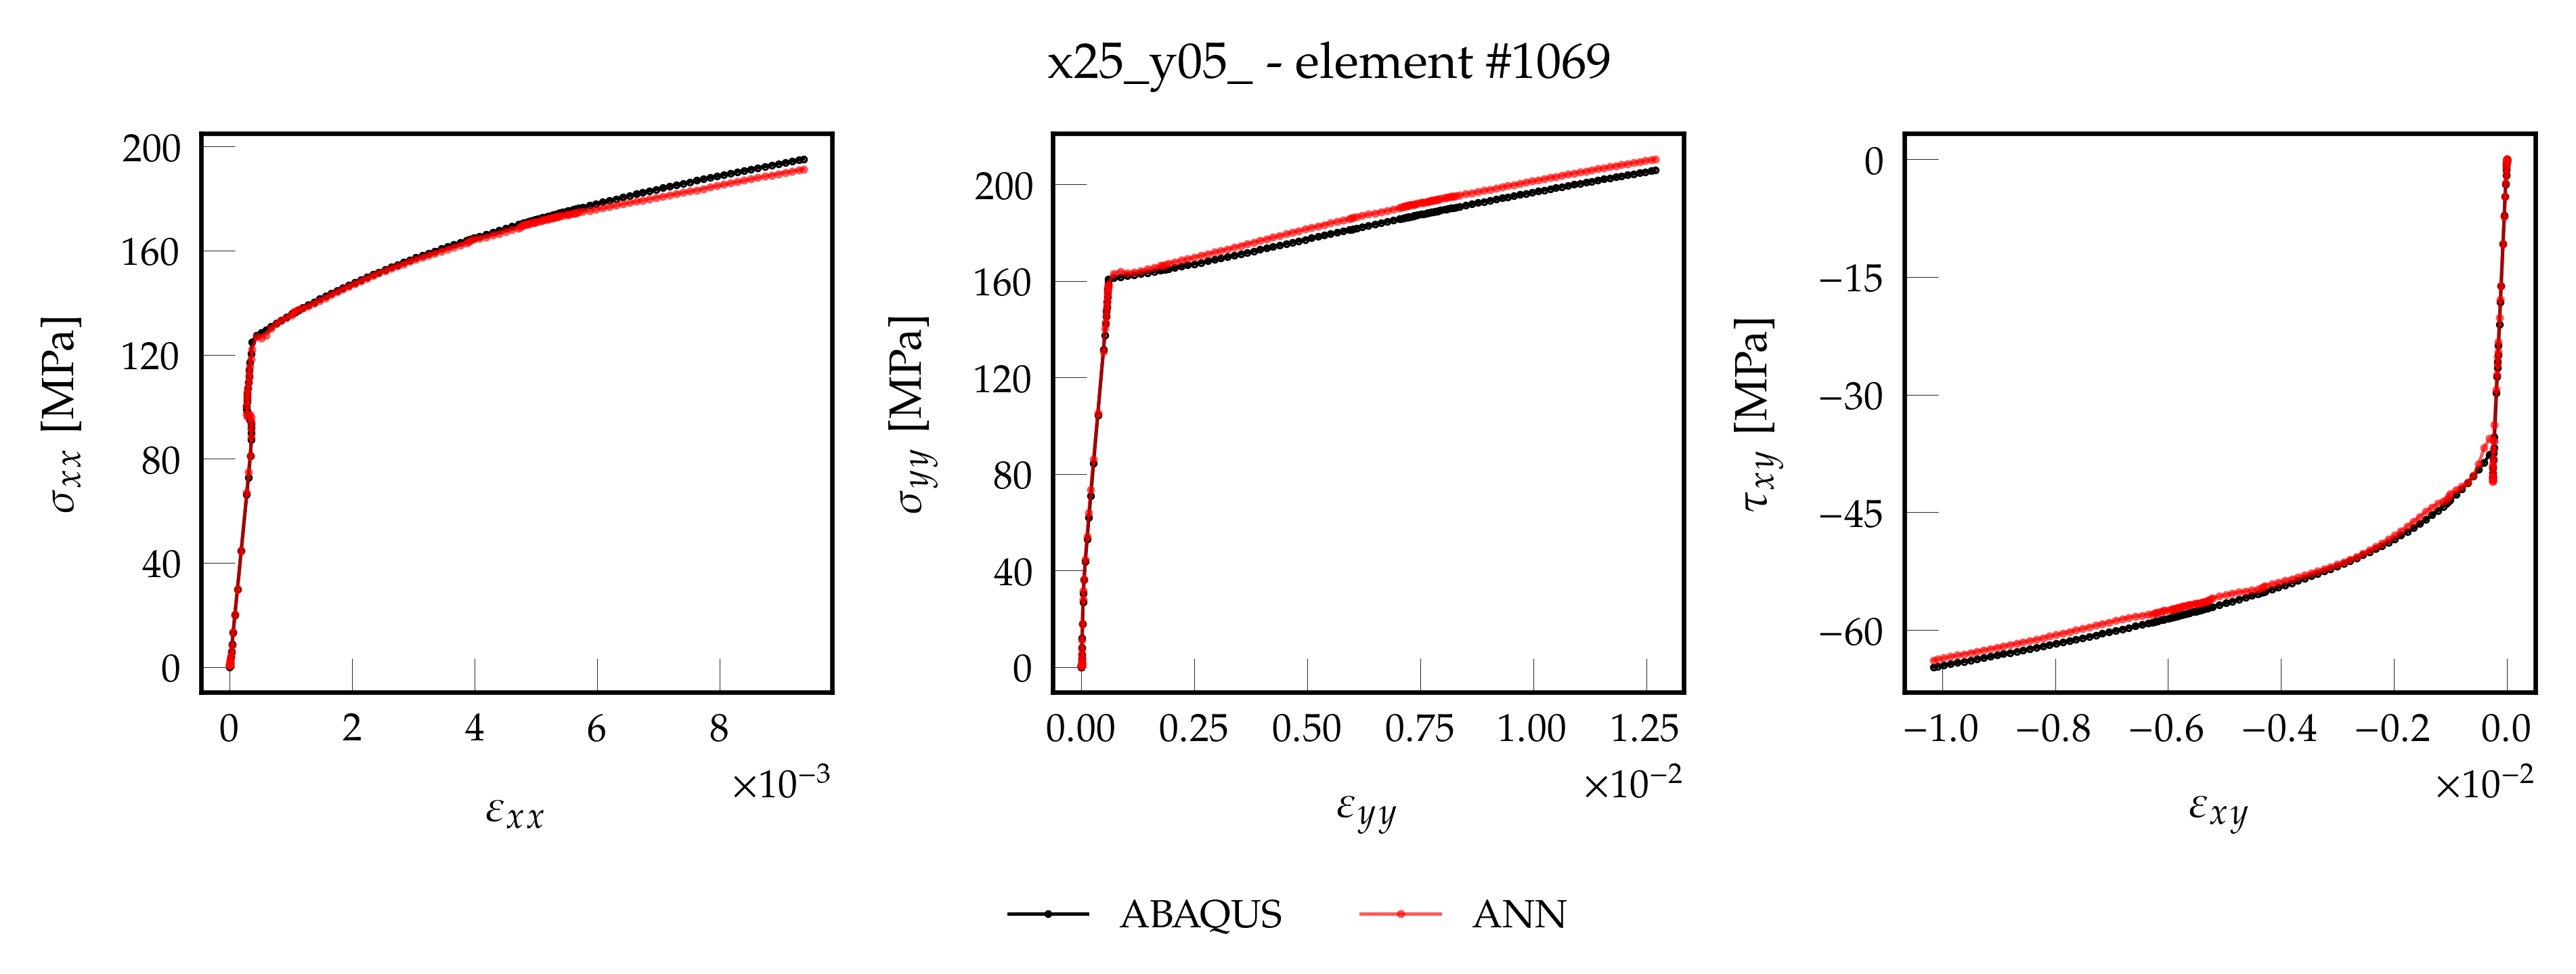 x25_y05_ - element #1069
σxx [MPa]
200
160
120
80
40
0
0 2 4 6 8
×10−3
εxx
σyy [MPa]
200
160
120
80
40
0
0.00 0.25 0.50 0.75 1.00 1.25
×10−2
εyy
τxy [MPa]
0
−15
−30
−45
−60
−1.0 −0.8 −0.6 −0.4 −0.2 0.0
×10−2
εxy
ABAQUS ANN